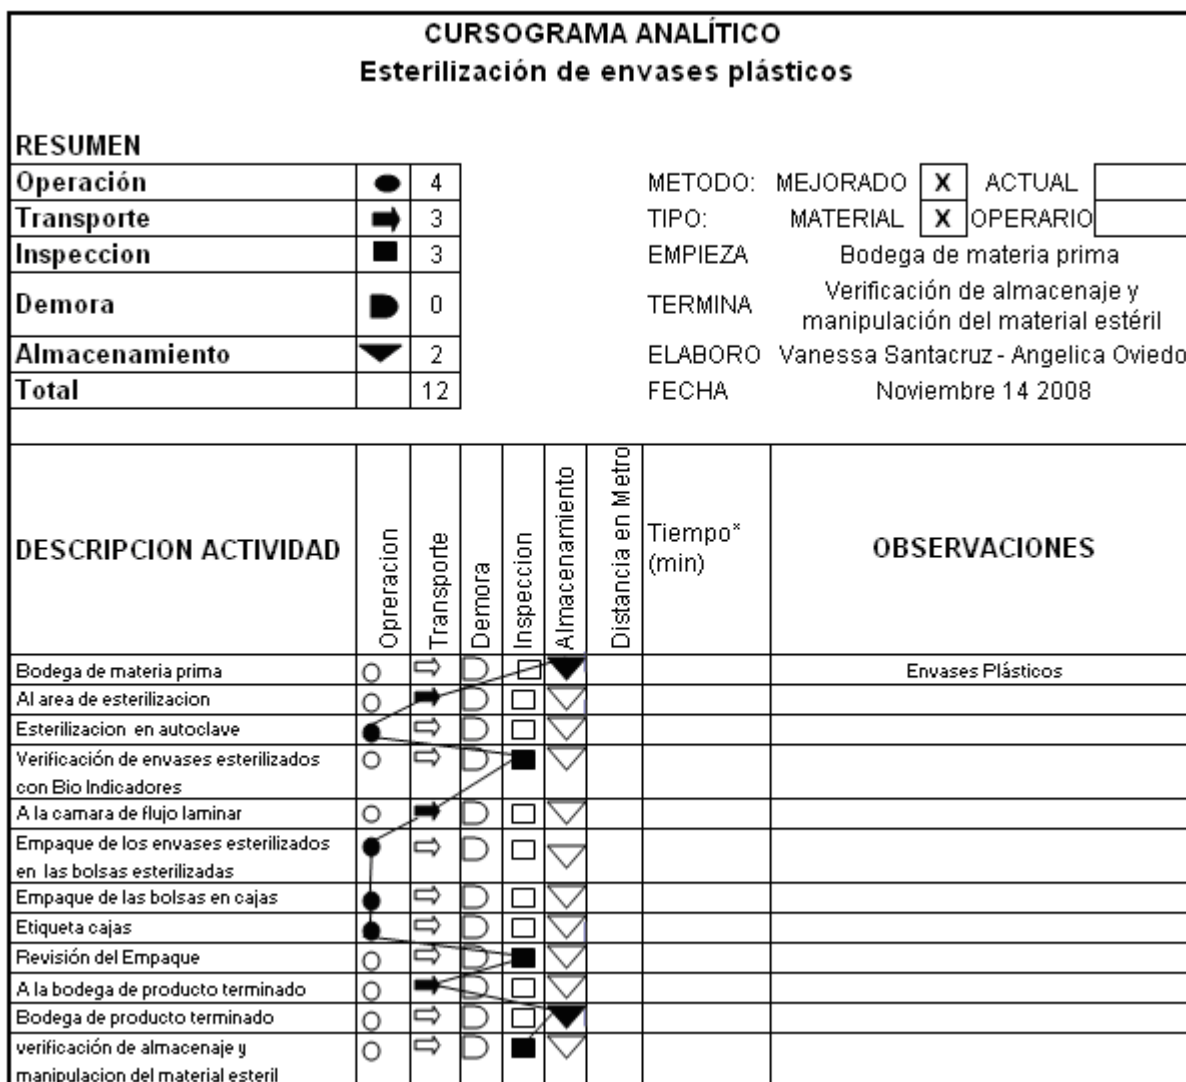 CURSOGRAMA ANALÍTICO
Esterilización de envases plásticos
RESUMEN
Operación 4
Transporte 3
Inspeccion 3
Demora 0
Almacenamiento 2
Total 12
METODO: MEJORADO X ACTUAL
TIPO: MATERIAL X OPERARIO
EMPIEZA Bodega de materia prima
TERMINA Verificación de almacenaje y
manipulación del material estéril
ELABORO Vanessa Santacruz - Angelica Oviedo
FECHA Noviembre 14 2008
DESCRIPCION ACTIVIDAD
Opreracion
Transporte
Demora
Inspeccion
Almacenamiento
Distancia en Metro
Tiempo*
(min)
OBSERVACIONES
Bodega de materia prima Envases Plásticos
Al area de esterilizacion
Esterilizacion en autoclave
Verificación de envases esterilizados
con Bio Indicadores
A la camara de flujo laminar
Empaque de los envases esterilizados
en las bolsas esterilizadas
Empaque de las bolsas en cajas
Etiqueta cajas
Revisión del Empaque
A la bodega de producto terminado
Bodega de producto terminado
verificación de almacenaje y
manipulacion del material esteril